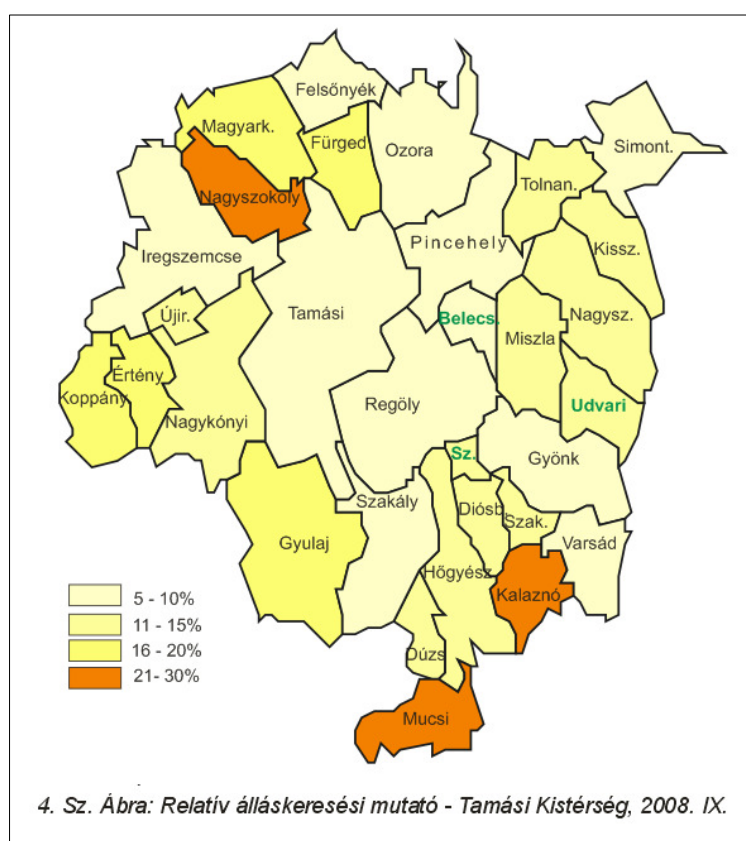 Felsőnyék
Magyark.
Fürged
Ozora
Simont.
Nagyszokoly
Tolnan.
Pincehely
Kissz.
Iregszemcse
Újir.
Tamási
Belecs.
Miszla
Nagysz.
Értény
Koppány
Nagykónyi
Regöly
Udvari
Sz.
Gyönk
Szakály
Diósb.
Szak.
Gyulaj
Varsád
Hőgyész
Kalaznó
Dúzs
Mucsi
5 - 10%
11 - 15%
16 - 20%
21- 30%
4. Sz. Ábra: Relatív álláskeresési mutató - Tamási Kistérség, 2008. IX.